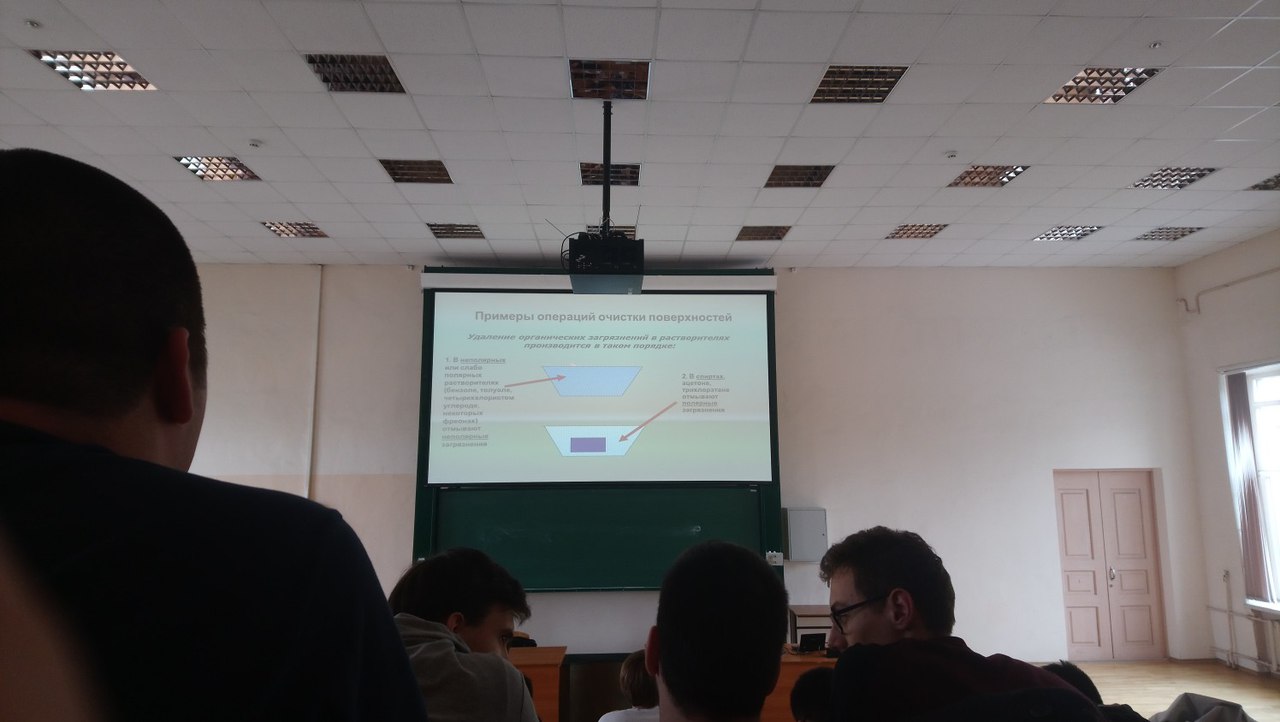 Примеры операций очистки поверхностей
Удаление органических загрязнений в растворителях
производится в таком порядке:
1. В неполярных
или слабо
полярных
растворителях
(бензоле, толуоле,
четыреххлористом
углероде,
некоторых
фреонах)
отмывают
неполярные
загрязнения
2. В спиртах,
ацетоне,
трихлорэтане
отмывают
полярные
загрязнения